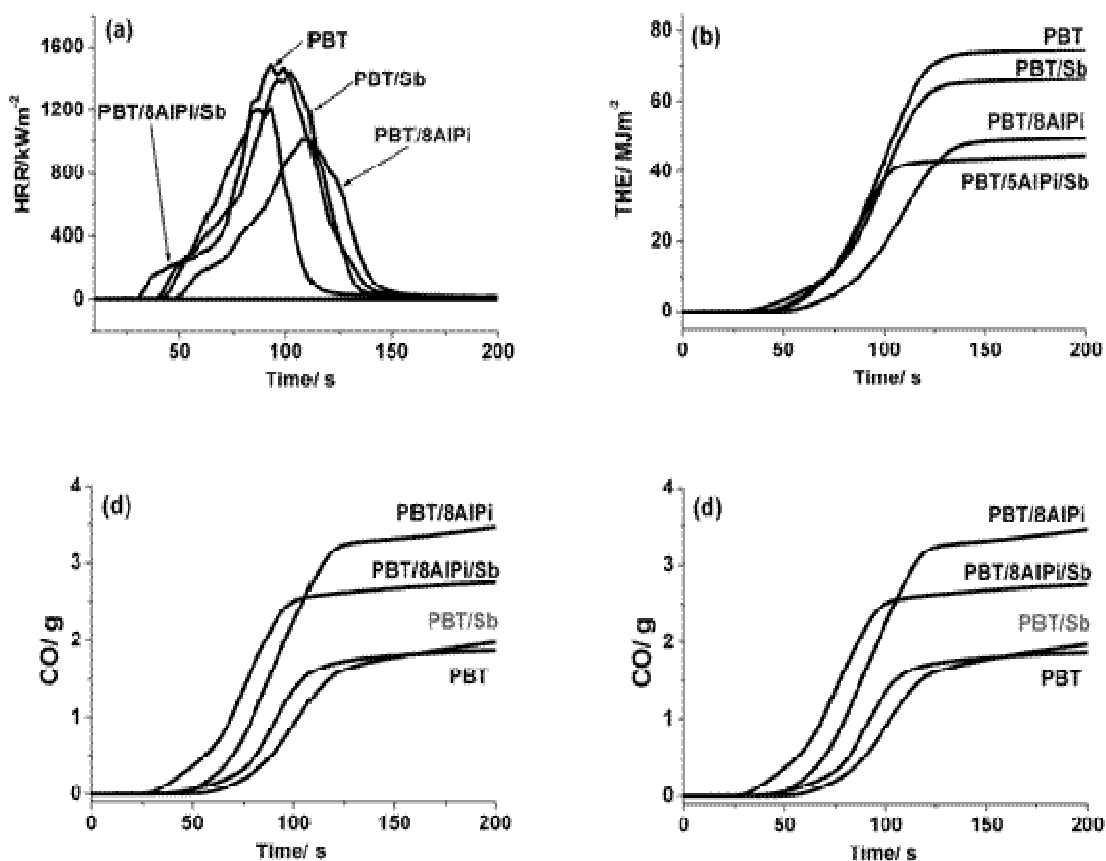 (a)
1600
1200
800
400
0
HRR/kWm-2
PBT
PBT/Sb
PBT/8AlPi/Sb
PBT/8AlPi
50
100
150
200
Time/ s
(b)
80
60
40
20
0
THE/ MJm-2
PBT
PBT/Sb
PBT/8AlPi
PBT/5AlPi/Sb
0
50
100
150
200
Time/ s
(d)
4
3
2
1
0
CO/ g
PBT/8AlPi
PBT/8AlPi/Sb
PBT/Sb
PBT
0
50
100
150
200
Time/ s
(d)
4
3
2
1
0
CO/ g
PBT/8AlPi
PBT/8AlPi/Sb
PBT/Sb
PBT
0
50
100
150
200
Time/ s